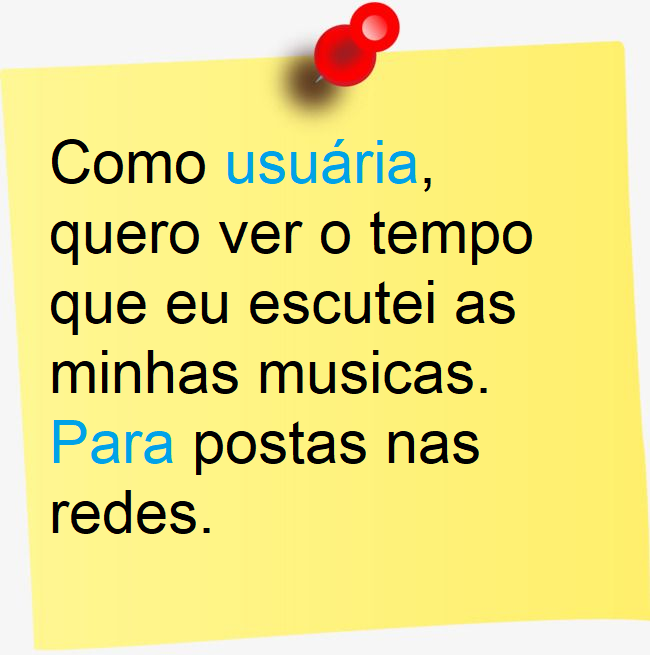 Como usuária,
quero ver o tempo
que eu escutei as
minhas musicas.
Para postas nas
redes.